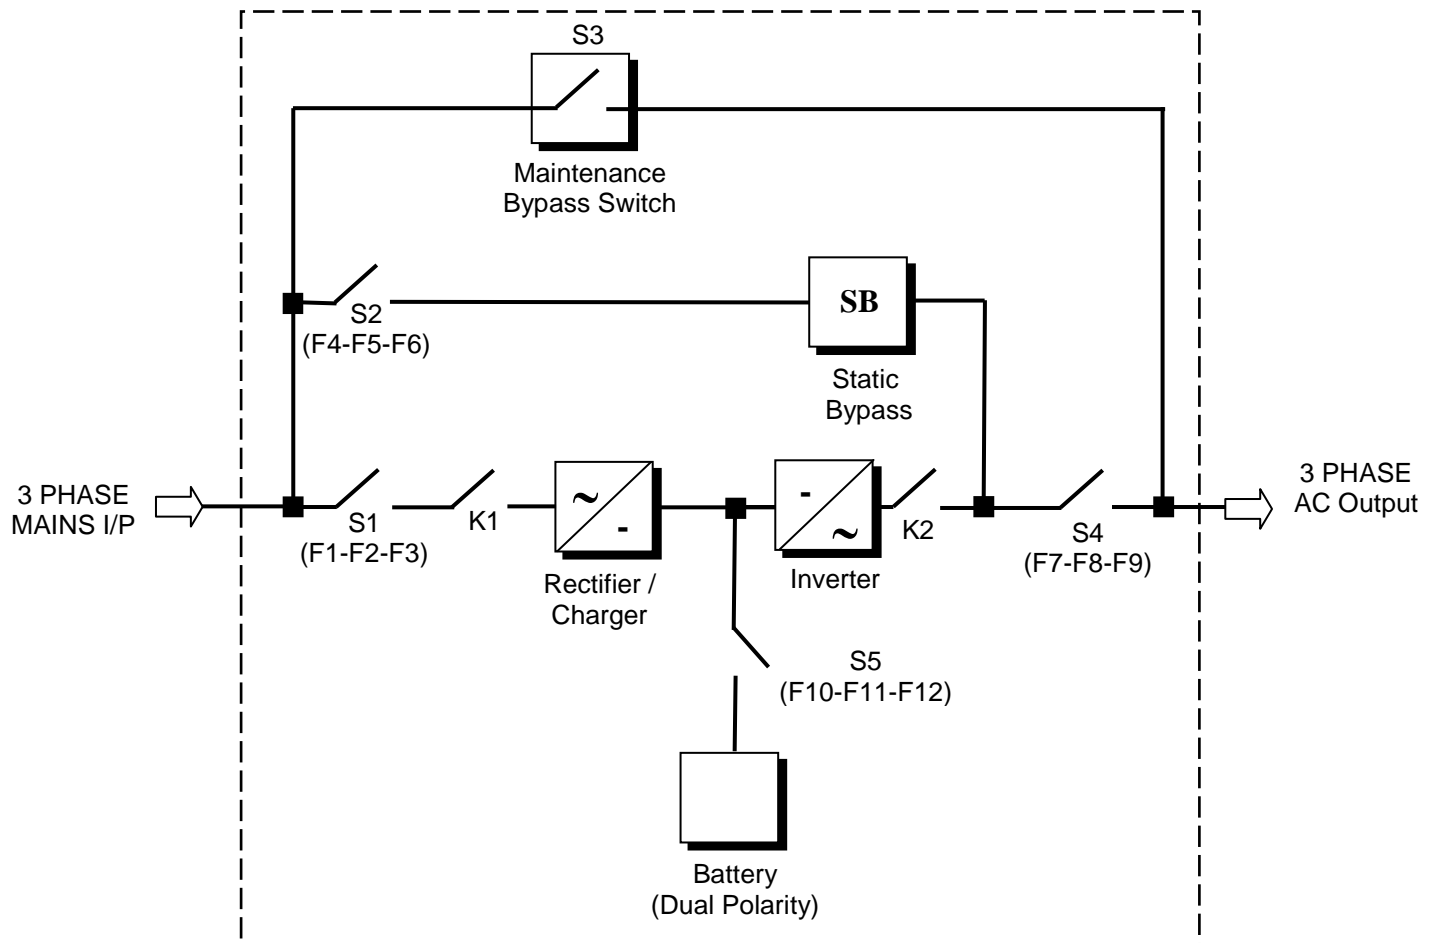 S3
Maintenance
Bypass Switch
S2
(F4-F5-F6)
SB
Static
Bypass
3 PHASE
MAINS I/P
S1
(F1-F2-F3)
K1
~
-
Rectifier /
Charger
-
~
Inverter
K2
S4
(F7-F8-F9)
3 PHASE
AC Output
S5
(F10-F11-F12)
Battery
(Dual Polarity)